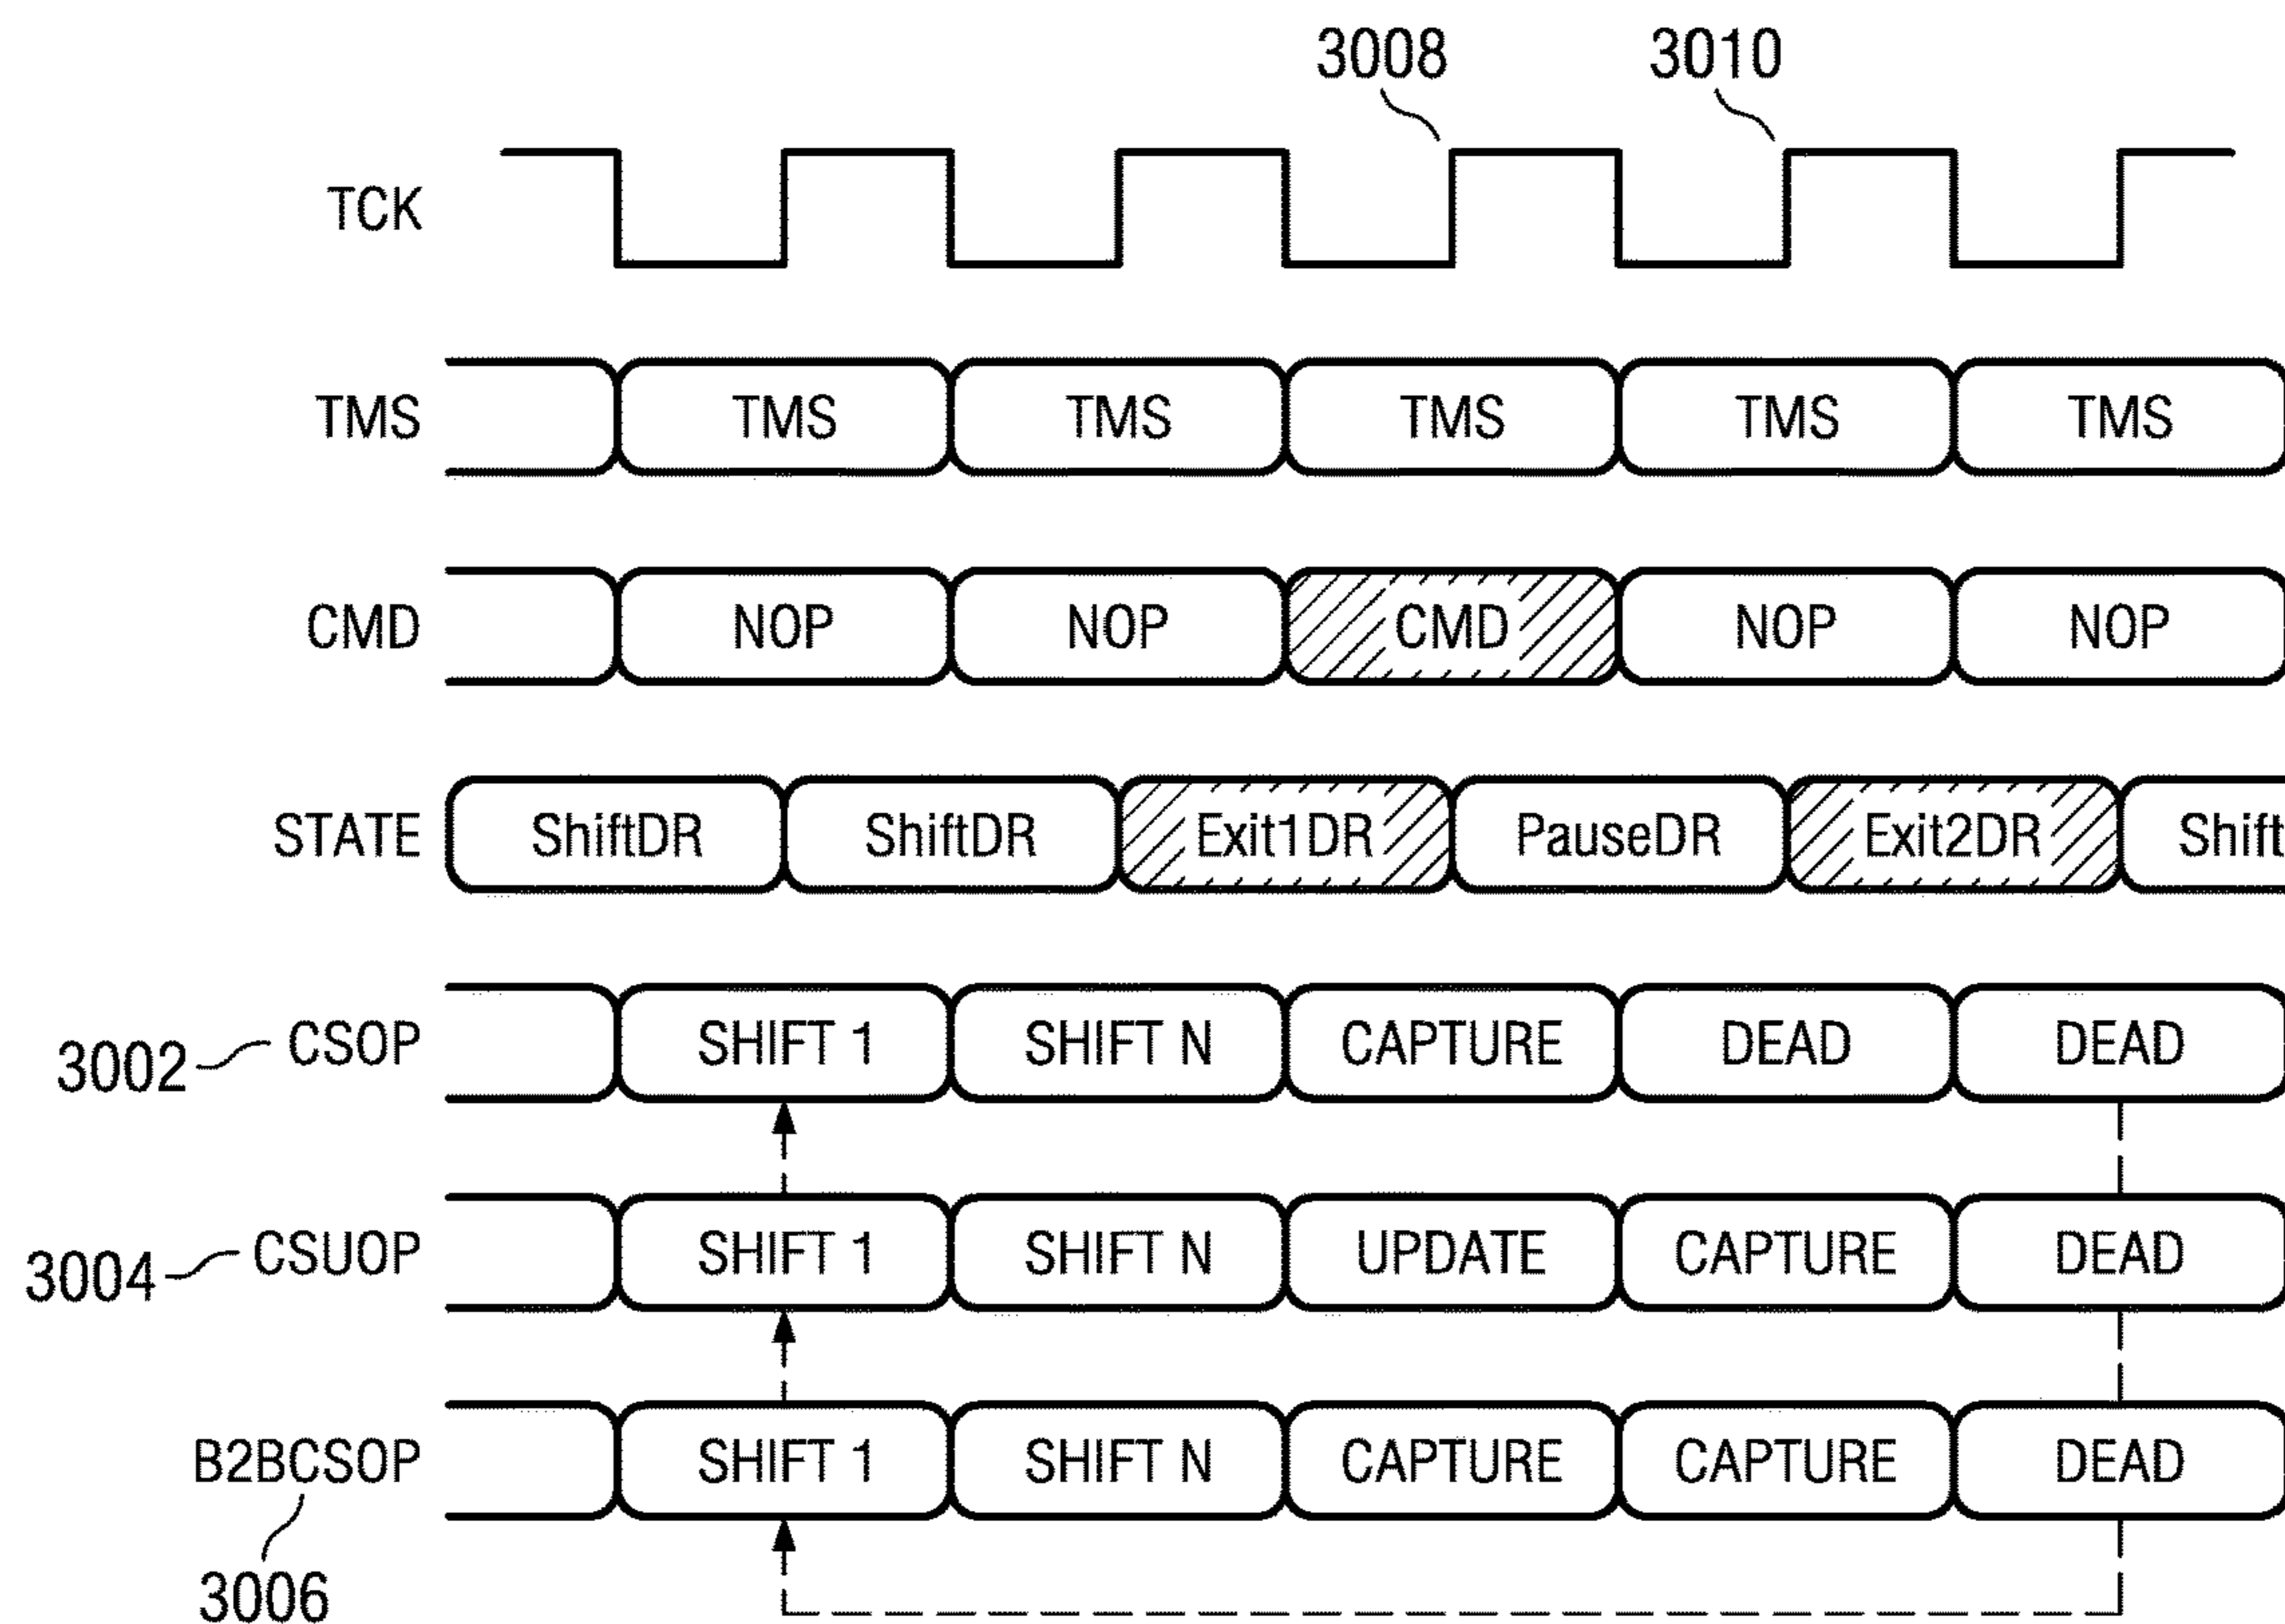 3008 3010
TCK
TMS TMS TMS TMS TMS TMS
CMD NOP NOP CMD NOP NOP
STATE ShiftDR ShiftDR Exit1DR PauseDR Exit2DR Shift
3002 CSOP SHIFT 1 SHIFT N CAPTURE DEAD DEAD
3004 CSUOP SHIFT 1 SHIFT N UPDATE CAPTURE DEAD
B2BCSOP SHIFT 1 SHIFT N CAPTURE CAPTURE DEAD
3006